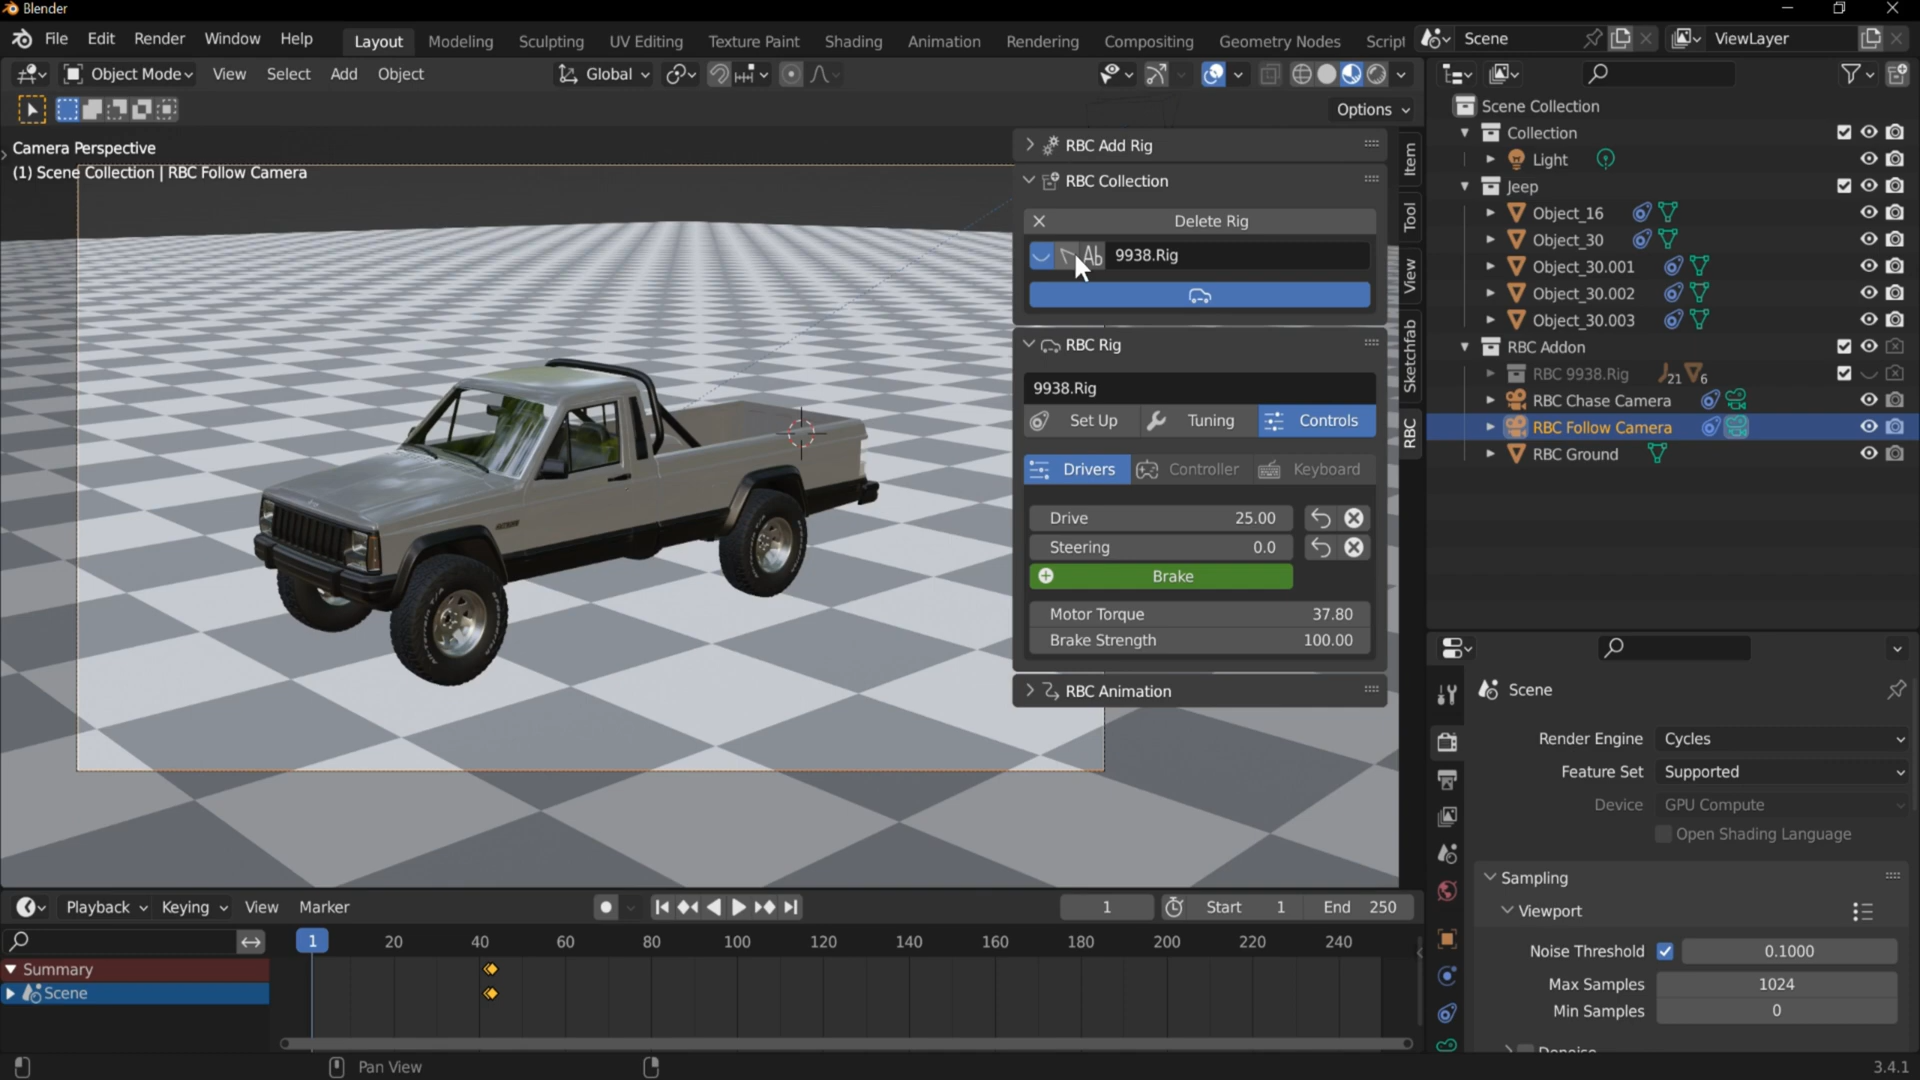 Blender
File Edit Render Window Help Layout Modeling Sculpting UV Editing Texture Paint Shading Animation Rendering Compositing Geometry Nodes Script Scene ViewLayer
Object Mode View Select Add Object Global
Options
Camera Perspective
(1) Scene Collection | RBC Follow Camera
RBC Add Rig
RBC Collection
Delete Rig
Ab 9938.Rig
RBC Rig
9938.Rig
Set Up Tuning Controls
Drivers Controller Keyboard
Drive 25.00
Steering 0.0
Brake
Motor Torque 37.80
Brake Strength 100.00
RBC Animation
Item
Tool
View
Sketchfab
RBC
Scene Collection
Collection
Light
Jeep
Object_16
Object_30
Object_30.001
Object_30.002
Object_30.003
RBC Addon
RBC 9938.Rig 21 6
RBC Chase Camera
RBC Follow Camera
RBC Ground
Scene
Render Engine Cycles
Feature Set Supported
Device GPU Compute
Open Shading Language
Sampling
Viewport
Noise Threshold 0.1000
Max Samples 1024
Min Samples 0
Playback Keying View Marker 1 Start 1 End 250
1 20 40 60 80 100 120 140 160 180 200 220 240
Summary
Scene
Pan View
3.4.1